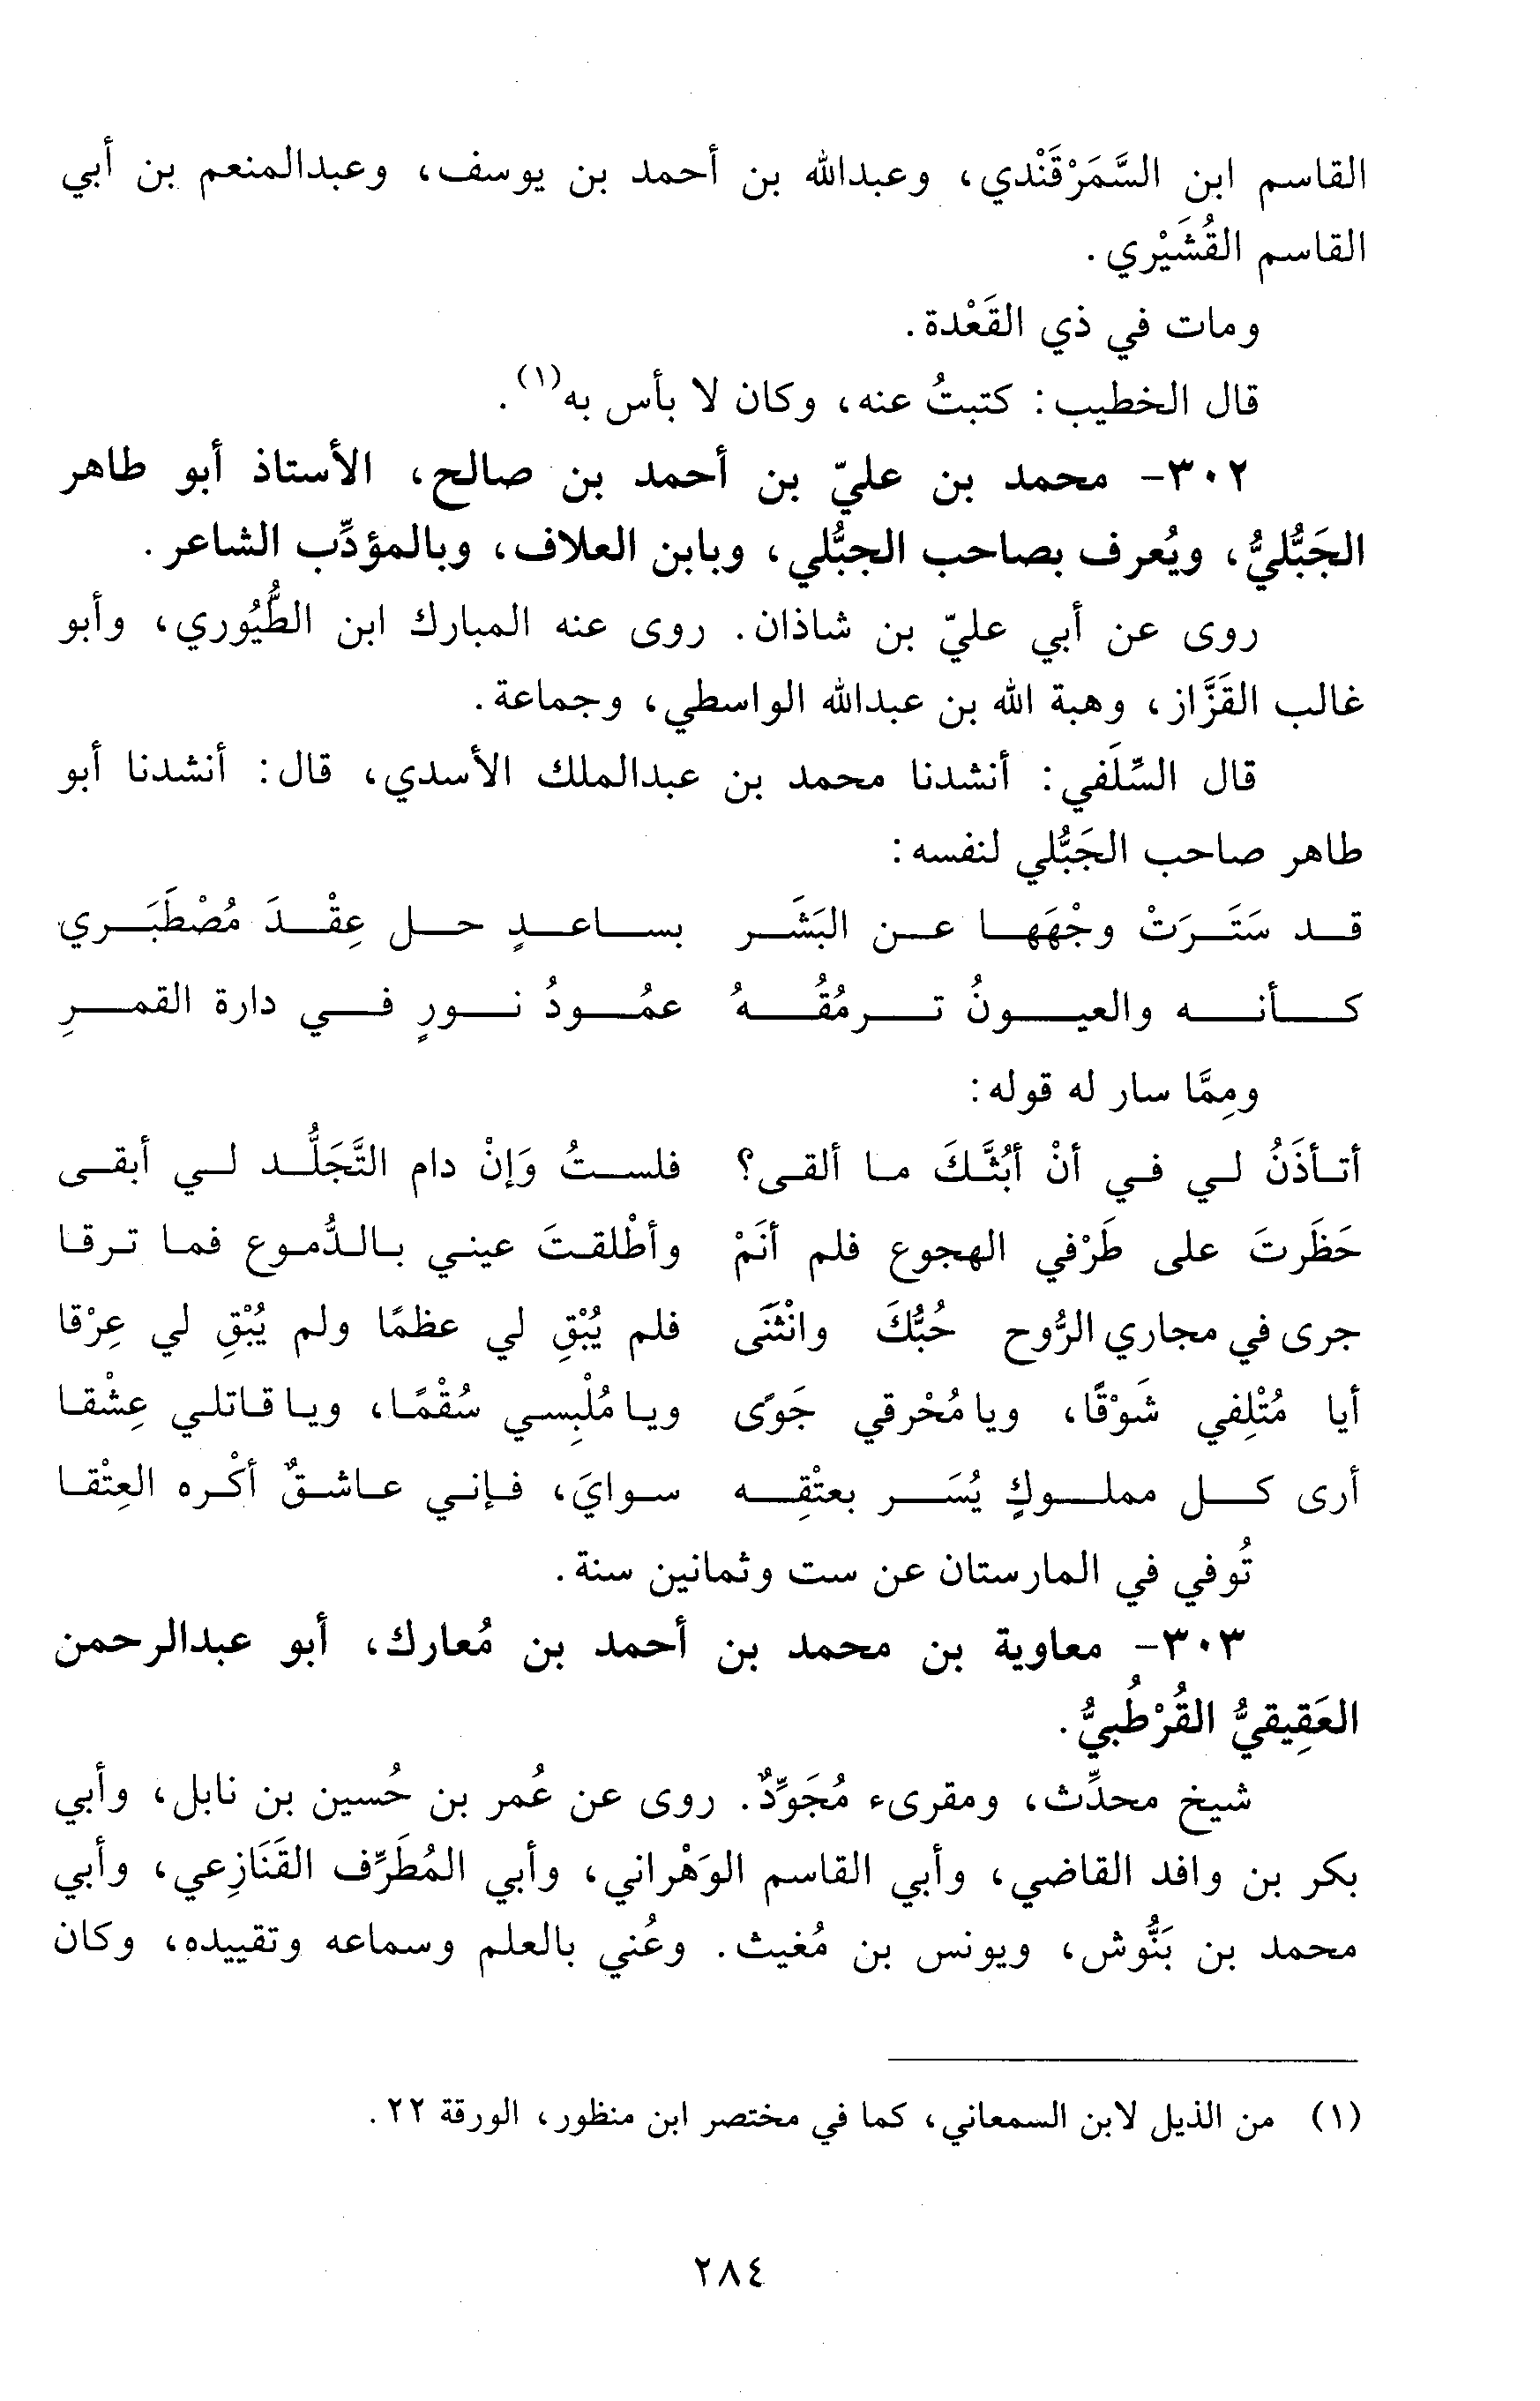 القاسم ابن السَّمَرْقَنْدي، وعبدالله بن أحمد بن يوسف، وعبدالمنعم بن أبي
القاسم القُشَيْري.
ومات في ذي القَعْدة.
قال الخطيب: كتبتُ عنه، وكان لا بأس به(١).
٣٠٢- محمد بن عليّ بن أحمد بن صالح، الأستاذ أبو طاهر
الجَبُّليُّ، ويُعرف بصاحب الجبُّلي، وبابن العلاف، وبالمؤدِّب الشاعر.
روى عن أبي عليّ بن شاذان. روى عنه المبارك ابن الطُّيُوري، وأبو
غالب القَزَّاز، وهبة الله بن عبدالله الواسطي، وجماعة.
قال السِّلَفي: أنشدنا محمد بن عبدالملك الأسدي، قال: أنشدنا أبو
طاهر صاحب الجَبُّلي لنفسه:
قد سَتَرَتْ وجْهَها عن البَشَر بساعدٍ حل عِقْدَ مُصْطَبَري
كأنه والعيونُ ترمُقُهُ عمُودُ نورٍ في دارة القمرِ
ومِمَّا سار له قوله:
أتأذَنُ لي في أنْ أبُثَّكَ ما ألقى؟ فلستُ وَإنْ دام التَّجَلُّد لي أبقى
حَظَرتَ على طَرْفي الهجوع فلم أنَمْ وأطْلقتَ عيني بالدُّموع فما ترقا
جرى في مجاري الرُّوح حُبُّكَ وانْثَنَى فلم يُبْقِ لي عظمًا ولم يُبْقِ لي عِرْقا
أيا مُتْلِفي شَوْقًا، ويا مُحْرقي جَوًى ويا مُلْبِسي سُقْمًا، ويا قاتلي عِشْقا
أرى كل مملوكٍ يُسَر بعتْقِه سوايَ، فإني عاشقٌ أكْره العِتْقا
تُوفي في المارستان عن ست وثمانين سنة.
٣٠٣- معاوية بن محمد بن أحمد بن مُعارك، أبو عبدالرحمن
العَقِيقيُّ القُرْطُبيُّ.
شيخ محدِّث، ومقرىء مُجَوِّدٌ. روى عن عُمر بن حُسين بن نابل، وأبي
بكر بن وافد القاضي، وأبي القاسم الوَهْراني، وأبي المُطَرِّف القَنَازِعي، وأبي
محمد بن بَنُّوش، ويونس بن مُغيث. وعُني بالعلم وسماعه وتقييده، وكان
(١) من الذيل لابن السمعاني، كما في مختصر ابن منظور، الورقة ٢٢.
٢٨٤